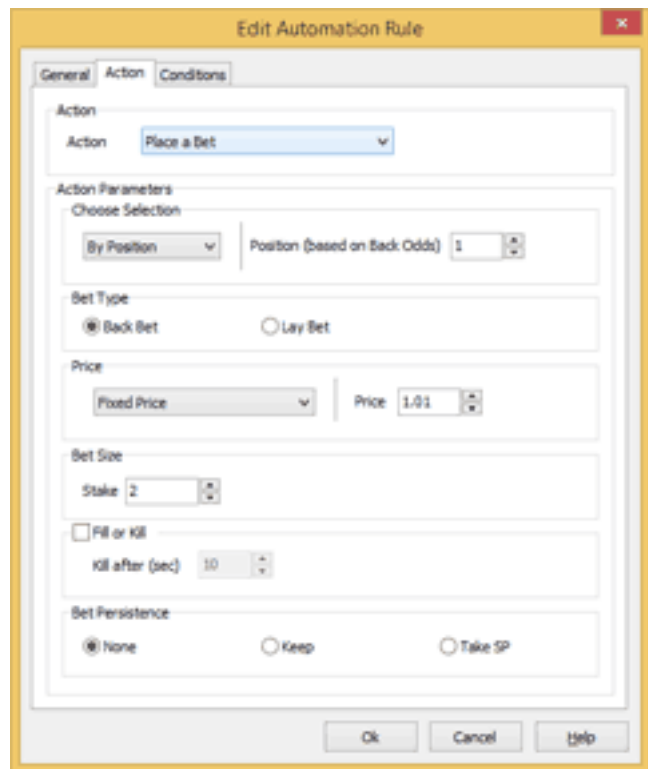 Edit Automation Rule
General Action Conditions
Action
Action Place a Bet
Action Parameters
Choose Selection
By Position Position (based on Back Odds) 1
Bet Type
Back Bet Lay Bet
Price
Fixed Price Price 1.01
Bet Size
Stake 2
Fill or Kill
Kill after (sec) 10
Bet Persistence
None Keep Take SP
Ok Cancel Help